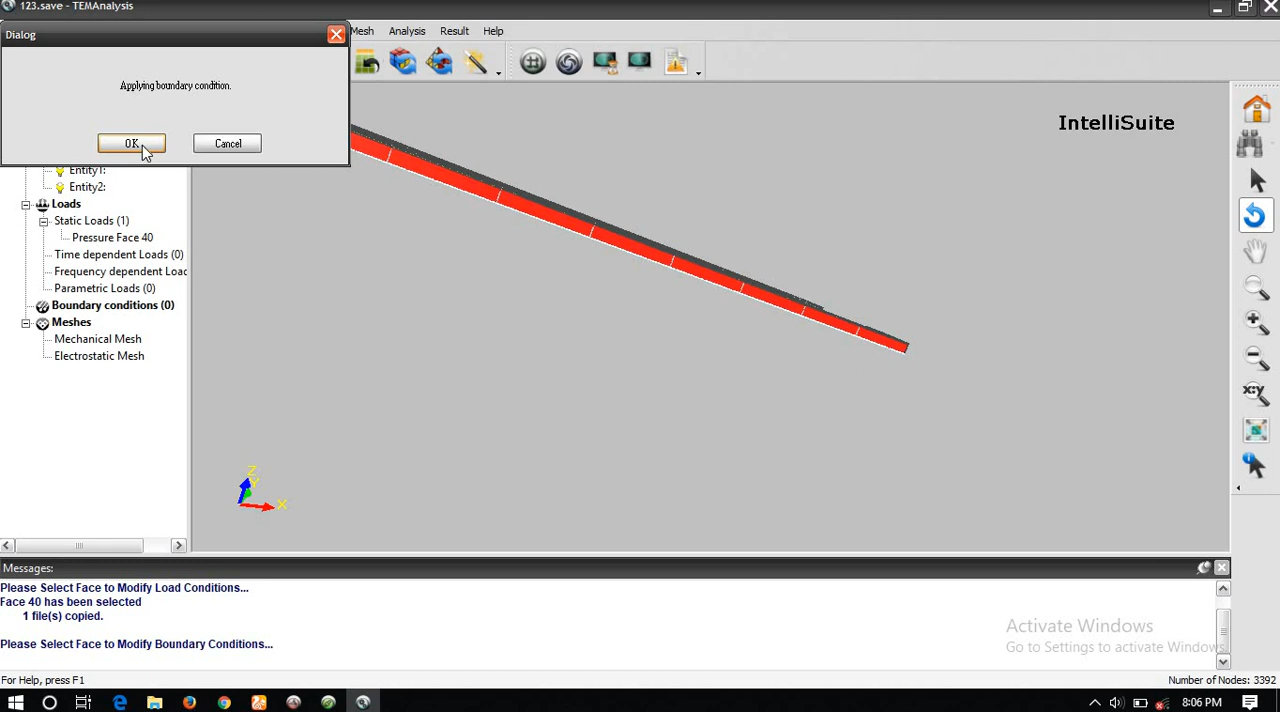 123.save - TEMAnalysis
Dialog
Mesh Analysis Result Help
Applying boundary condition.
OK Cancel
IntelliSuite
Entity1:
Entity2:
Loads
Static Loads (1)
Pressure Face 40
Time dependent Loads (0)
Frequency dependent Loa
Parametric Loads (0)
Boundary conditions (0)
Meshes
Mechanical Mesh
Electrostatic Mesh
Z
Y
X
x:y
Messages:
Please Select Face to Modify Load Conditions...
Face 40 has been selected
1 file(s) copied.
Please Select Face to Modify Boundary Conditions...
Activate Windows
Go to Settings to activate Windows.
For Help, press F1
Number of Nodes: 3392
8:06 PM